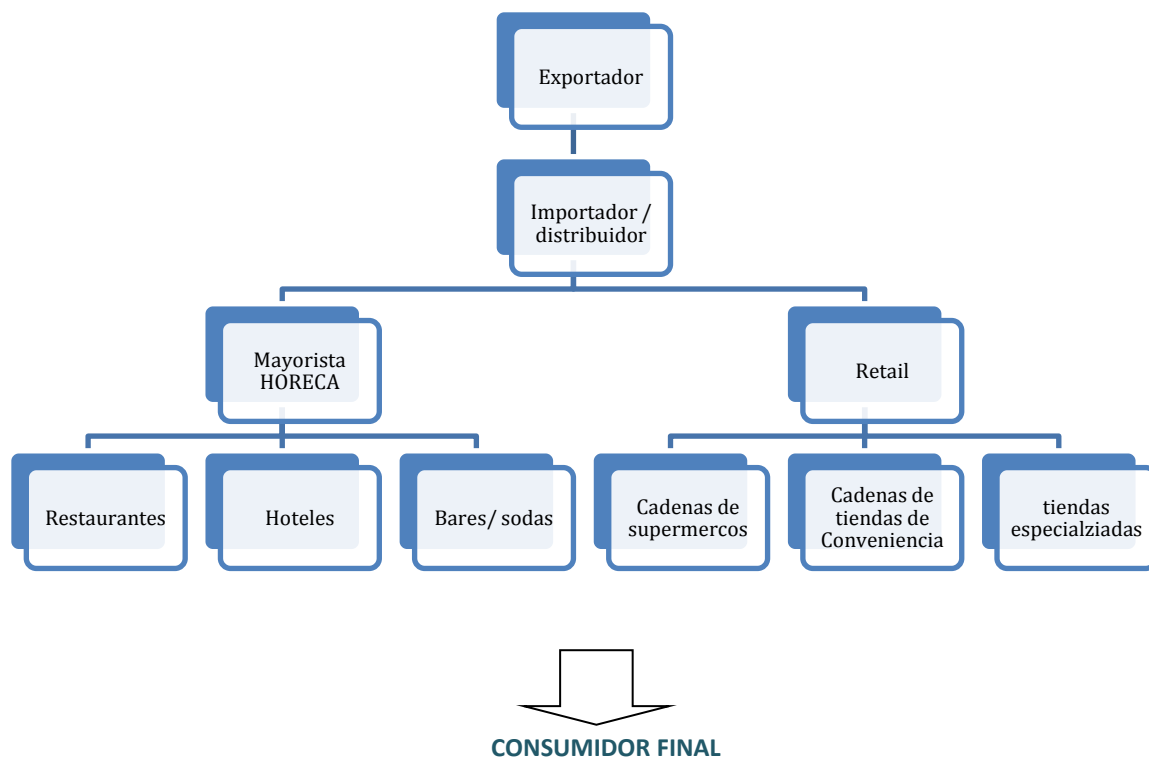 Exportador
Importador /
distribuidor
Mayorista
HORECA
Retail
Restaurantes
Hoteles
Bares/ sodas
Cadenas de
supermercos
Cadenas de
tiendas de
Conveniencia
tiendas
especialziadas
CONSUMIDOR FINAL